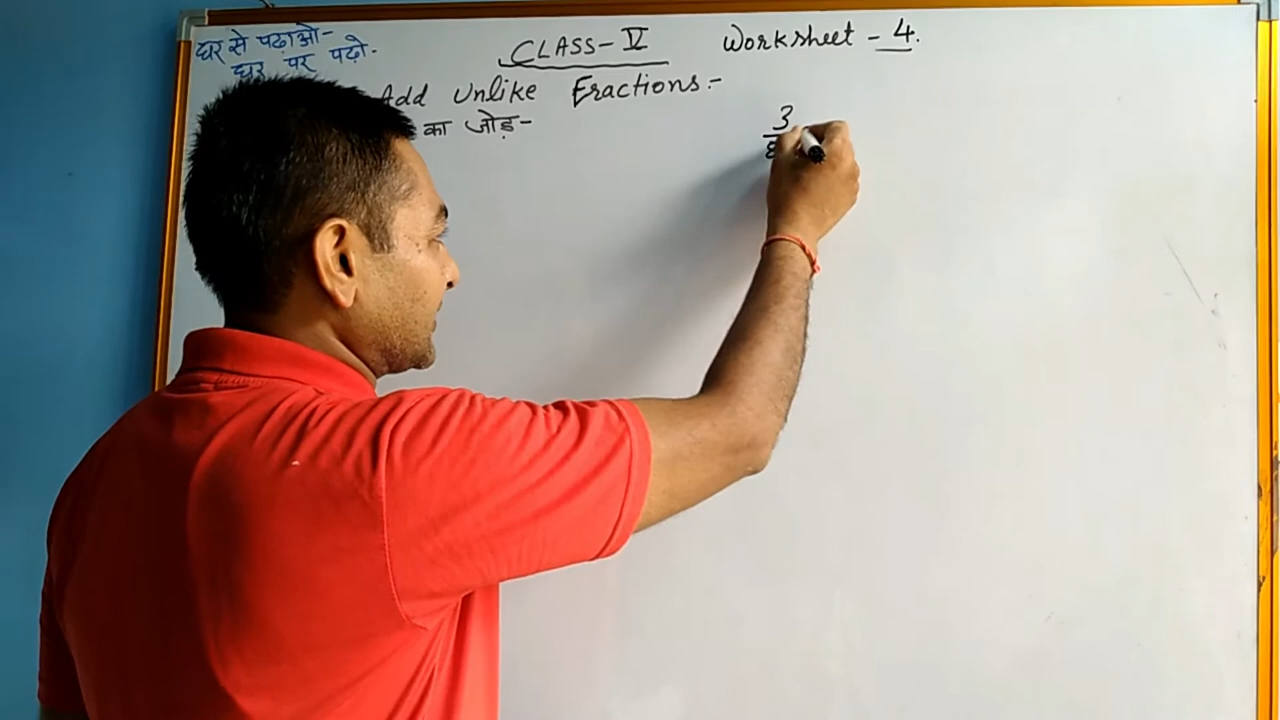 घर से पढ़ाओ-
घर पर पढ़ो.
CLASS-V Worksheet - 4.
Add Unlike Fractions:-
का जोड़-
3